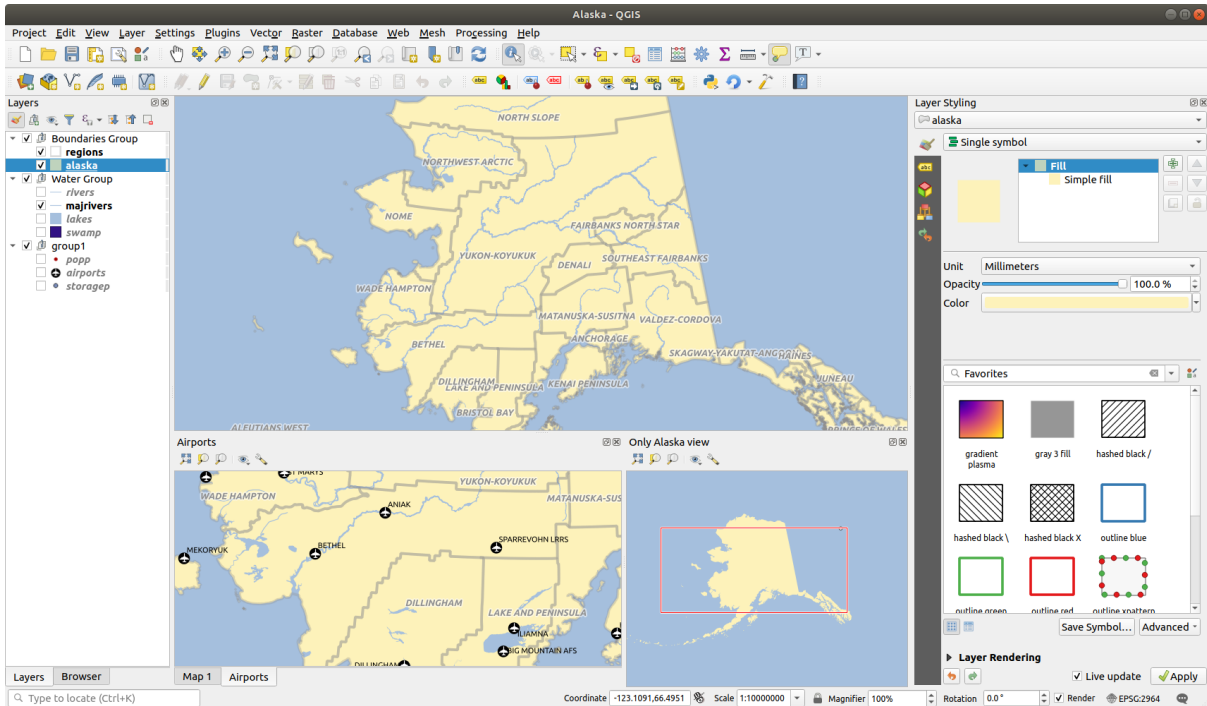 Alaska - QGIS
Project Edit View Layer Settings Plugins Vector Raster Database Web Mesh Processing Help
Layers
Boundaries Group
regions
alaska
Water Group
rivers
majrivers
lakes
swamp
group1
popp
airports
storagep
Layers Browser
NORTH SLOPE
NORTHWEST ARCTIC
NOME
FAIRBANKS NORTH STAR
YUKON-KOYUKUK
SOUTHEAST FAIRBANKS
DENALI
WADE HAMPTON
MATANUSKA-SUSITNA
VALDEZ-CORDOVA
ANCHORAGE
BETHEL
SKAGWAY-YAKUTAT-ANGOON
HAINES
JUNEAU
DILLINGHAM
LAKE AND PENINSULA
KENAI PENINSULA
BRISTOL BAY
ALEUTIANS WEST
Airports
YUKON-KOYUKUK
WADE HAMPTON
MATANUSKA-SUS
ANIAK
BETHEL
SPARREVOHN LRRS
MEKORYUK
DILLINGHAM
LAKE AND PENINSULA
ILIAMNA
BIG MOUNTAIN AFS
DILLINGHAM
Map 1 Airports
Only Alaska view
Layer Styling
alaska
Single symbol
Fill
Simple fill
Unit Millimeters
Opacity 100.0 %
Color
Favorites
gradient plasma
gray 3 fill
hashed black /
hashed black \
hashed black X
outline blue
outline green
outline red
outline xpattern
Save Symbol... Advanced
Layer Rendering
Live update Apply
Type to locate (Ctrl+K)
Coordinate -123.1091,66.4951 Scale 1:10000000 Magnifier 100% Rotation 0.0 ° Render EPSG:2964